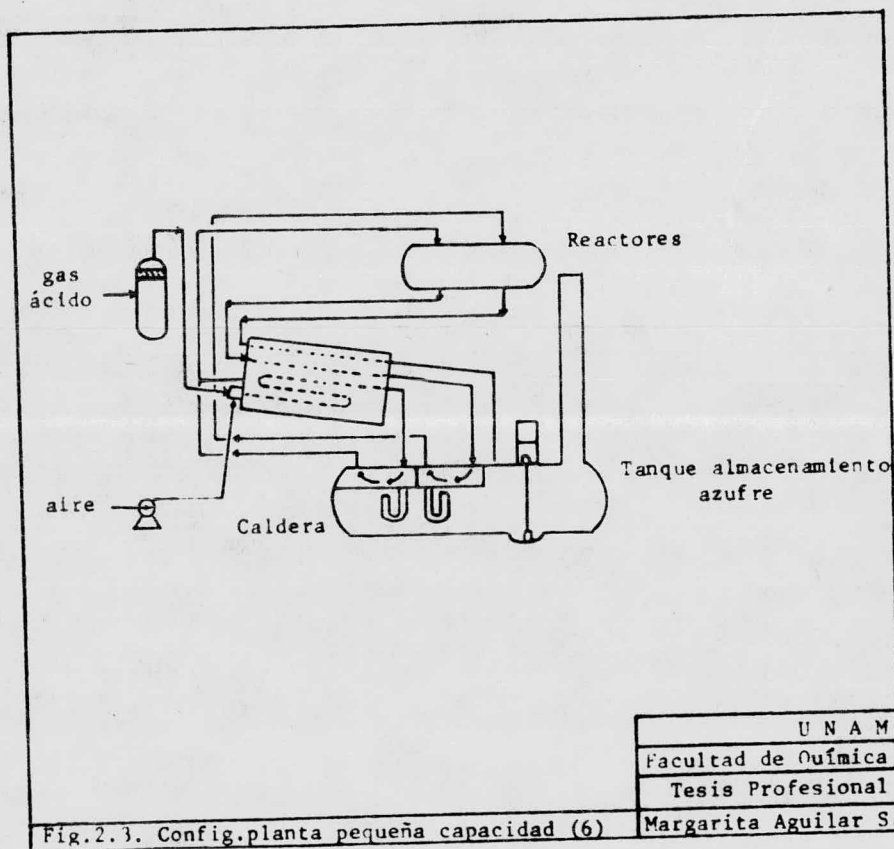 Reactores
gas
ácido
Tanque almacenamiento
azufre
aire
Caldera
U N A M
Facultad de Química
Tesis Profesional
Fig.2.3. Config.planta pequeña capacidad (6)
Margarita Aguilar S